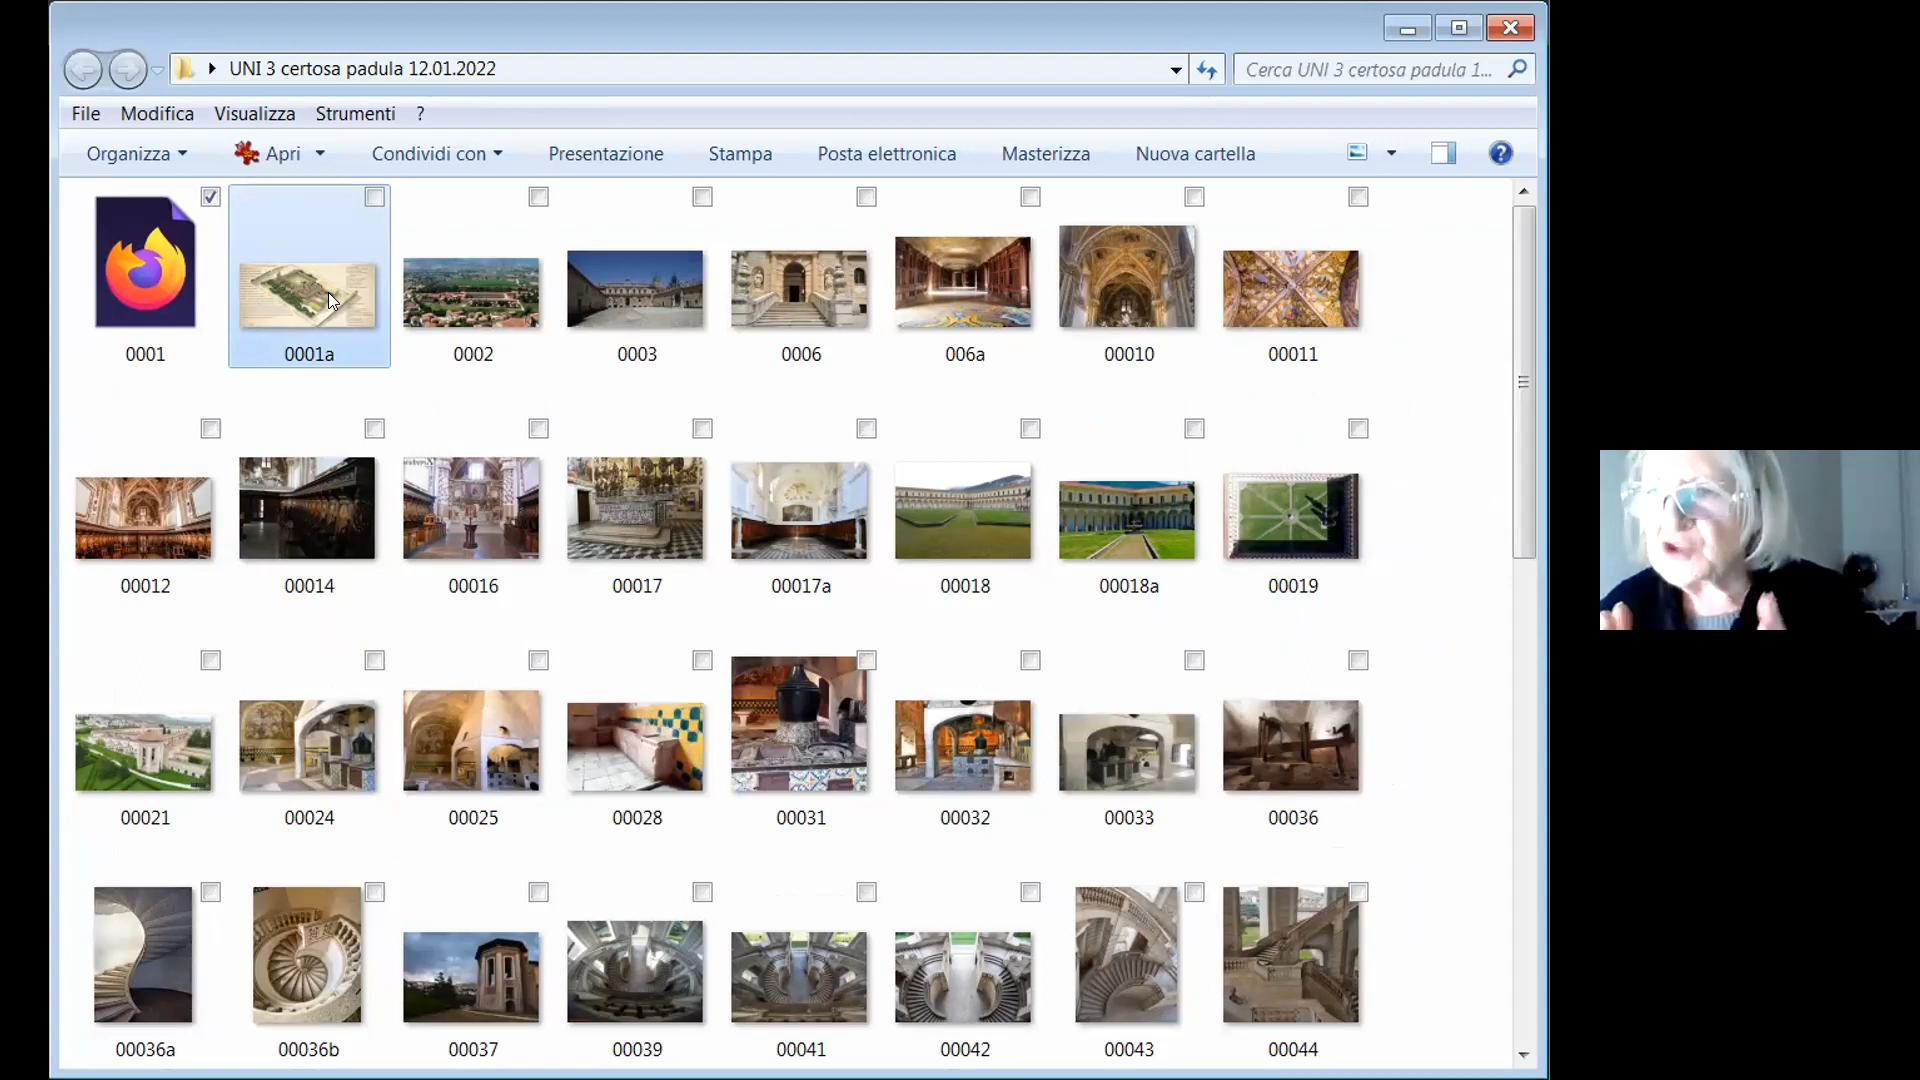 UNI 3 certosa padula 12.01.2022
Cerca UNI 3 certosa padula 1...
File Modifica Visualizza Strumenti ?
Organizza Apri Condividi con Presentazione Stampa Posta elettronica Masterizza Nuova cartella
0001 0001a 0002 0003 0006 006a 00010 00011
00012 00014 00016 00017 00017a 00018 00018a 00019
00021 00024 00025 00028 00031 00032 00033 00036
00036a 00036b 00037 00039 00041 00042 00043 00044